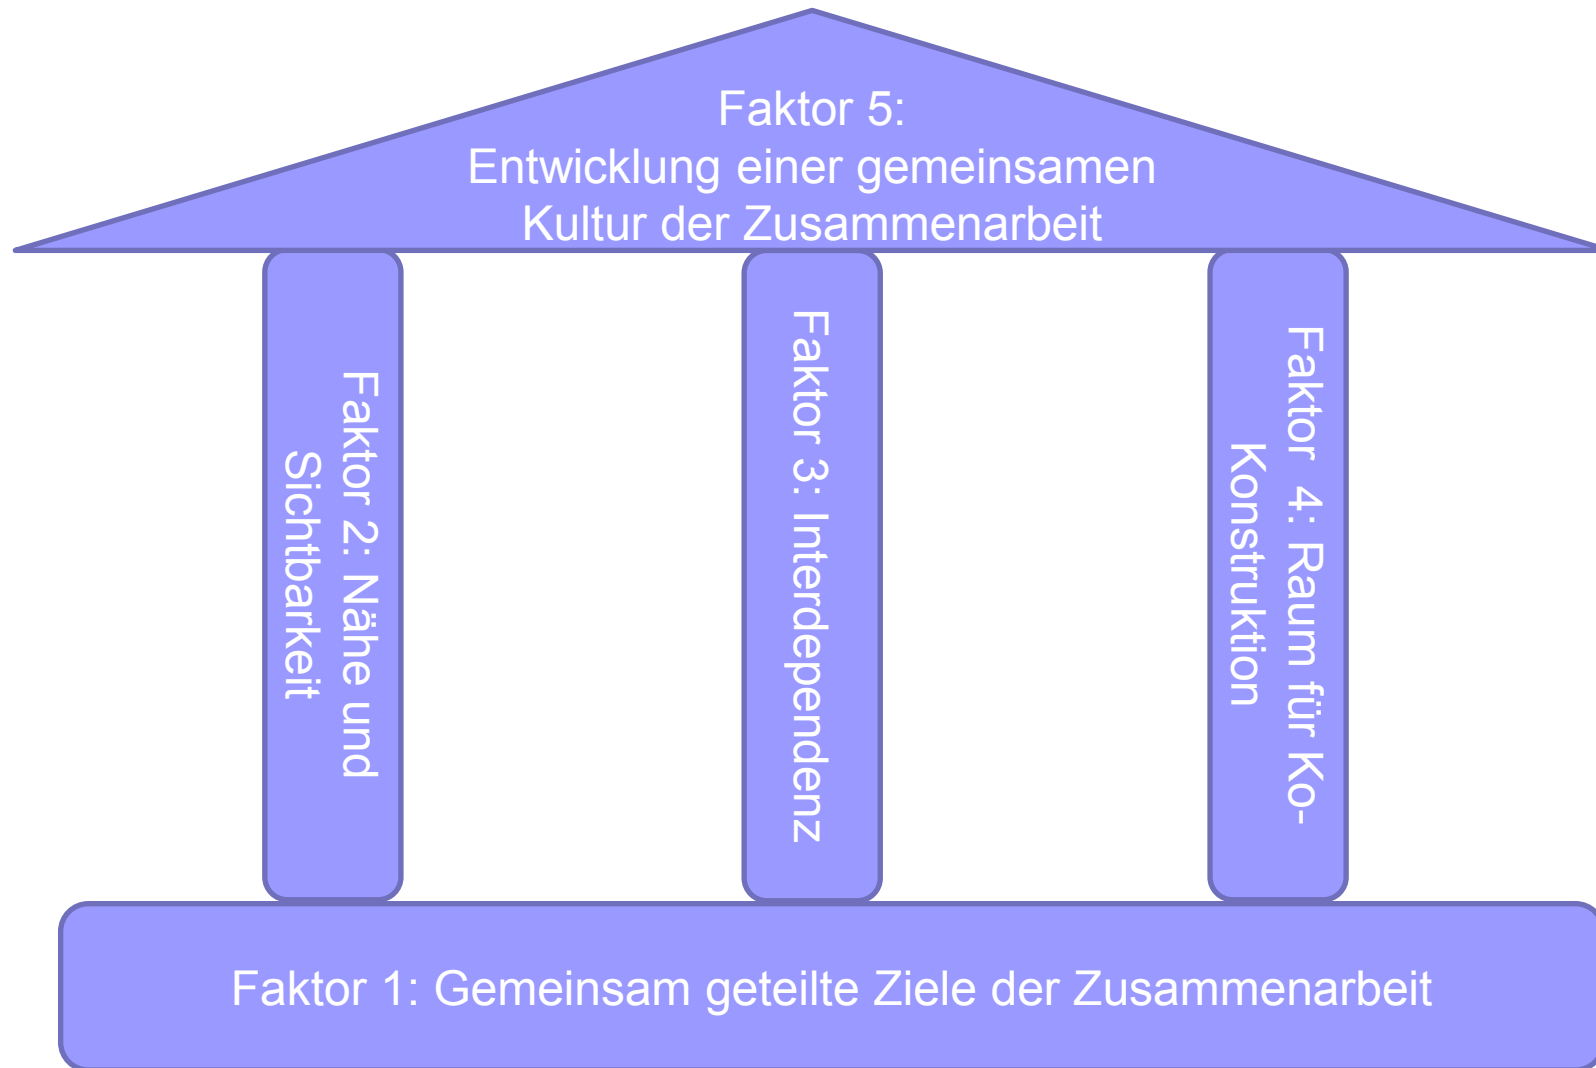 Faktor 5:
Entwicklung einer gemeinsamen
Kultur der Zusammenarbeit
Faktor 2: Nähe und
Sichtbarkeit
Faktor 3: Interdependenz
Faktor 4: Raum für Ko-
Konstruktion
Faktor 1: Gemeinsam geteilte Ziele der Zusammenarbeit